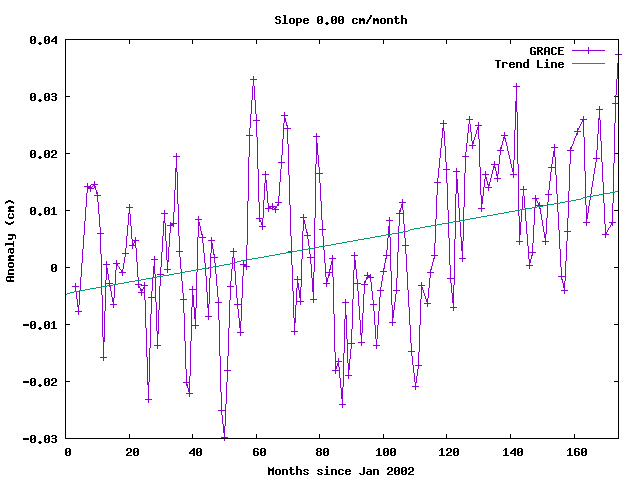 Slope 0.00 cm/month
0.04
GRACE
Trend Line
0.03
0.02
0.01
0
-0.01
-0.02
-0.03
Anomaly (cm)
0 20 40 60 80 100 120 140 160
Months since Jan 2002